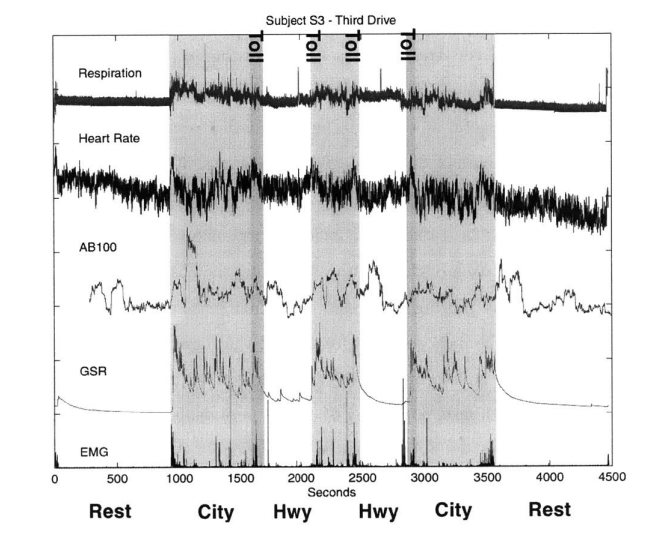 Subject S3 - Third Drive
Toll
Toll
Toll
Toll
Respiration
Heart Rate
AB100
GSR
EMG
0 500 1000 1500 2000 2500 3000 3500 4000 4500
Seconds
Rest City Hwy Hwy City Rest